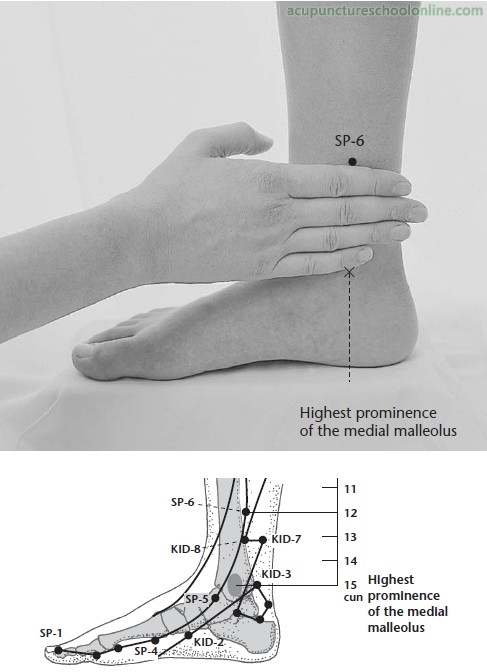 acupunctureschoolonline.com
SP-6
Highest prominence
of the medial malleolus
SP-6
KID-8
KID-7
KID-3
SP-5
SP-1
SP-4
KID-2
11
12
13
14
15
cun
Highest
prominence
of the medial
malleolus